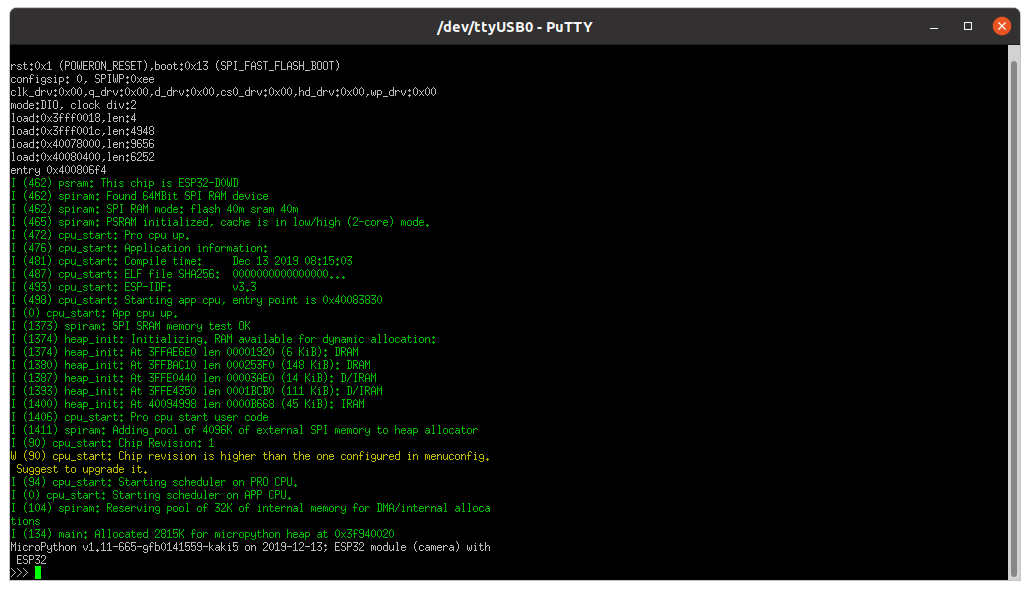 /dev/ttyUSB0 - PuTTY
rst:0x1 (POWERON_RESET),boot:0x13 (SPI_FAST_FLASH_BOOT)
configsip: 0, SPIWP:0xee
clk_drv:0x00,q_drv:0x00,d_drv:0x00,cs0_drv:0x00,hd_drv:0x00,wp_drv:0x00
mode:DIO, clock div:2
load:0x3fff0018,len:4
load:0x3fff001c,len:4948
load:0x40078000,len:9656
load:0x40080400,len:6252
entry 0x400806f4
I (462) psram: This chip is ESP32-D0WD
I (462) spiram: Found 64MBit SPI RAM device
I (462) spiram: SPI RAM mode: flash 40m sram 40m
I (465) spiram: PSRAM initialized, cache is in low/high (2-core) mode.
I (472) cpu_start: Pro cpu up.
I (476) cpu_start: Application information:
I (481) cpu_start: Compile time:     Dec 13 2019 08:15:03
I (487) cpu_start: ELF file SHA256:  0000000000000000...
I (493) cpu_start: ESP-IDF:          v3.3
I (498) cpu_start: Starting app cpu, entry point is 0x40083830
I (0) cpu_start: App cpu up.
I (1373) spiram: SPI SRAM memory test OK
I (1374) heap_init: Initializing. RAM available for dynamic allocation:
I (1374) heap_init: At 3FFAE6E0 len 00001920 (6 KiB): DRAM
I (1380) heap_init: At 3FFBAC10 len 000253F0 (148 KiB): DRAM
I (1387) heap_init: At 3FFE0440 len 00003AE0 (14 KiB): D/IRAM
I (1393) heap_init: At 3FFE4350 len 0001BCB0 (111 KiB): D/IRAM
I (1400) heap_init: At 40094998 len 0000B668 (45 KiB): IRAM
I (1406) cpu_start: Pro cpu start user code
I (1411) spiram: Adding pool of 4096K of external SPI memory to heap allocator
I (90) cpu_start: Chip Revision: 1
W (90) cpu_start: Chip revision is higher than the one configured in menuconfig.
 Suggest to upgrade it.
I (94) cpu_start: Starting scheduler on PRO CPU.
I (0) cpu_start: Starting scheduler on APP CPU.
I (104) spiram: Reserving pool of 32K of internal memory for DMA/internal alloca
tions
I (134) main: Allocated 2815K for micropython heap at 0x3f940020
MicroPython v1.11-665-gfb0141559-kaki5 on 2019-12-13; ESP32 module (camera) with
 ESP32
>>>